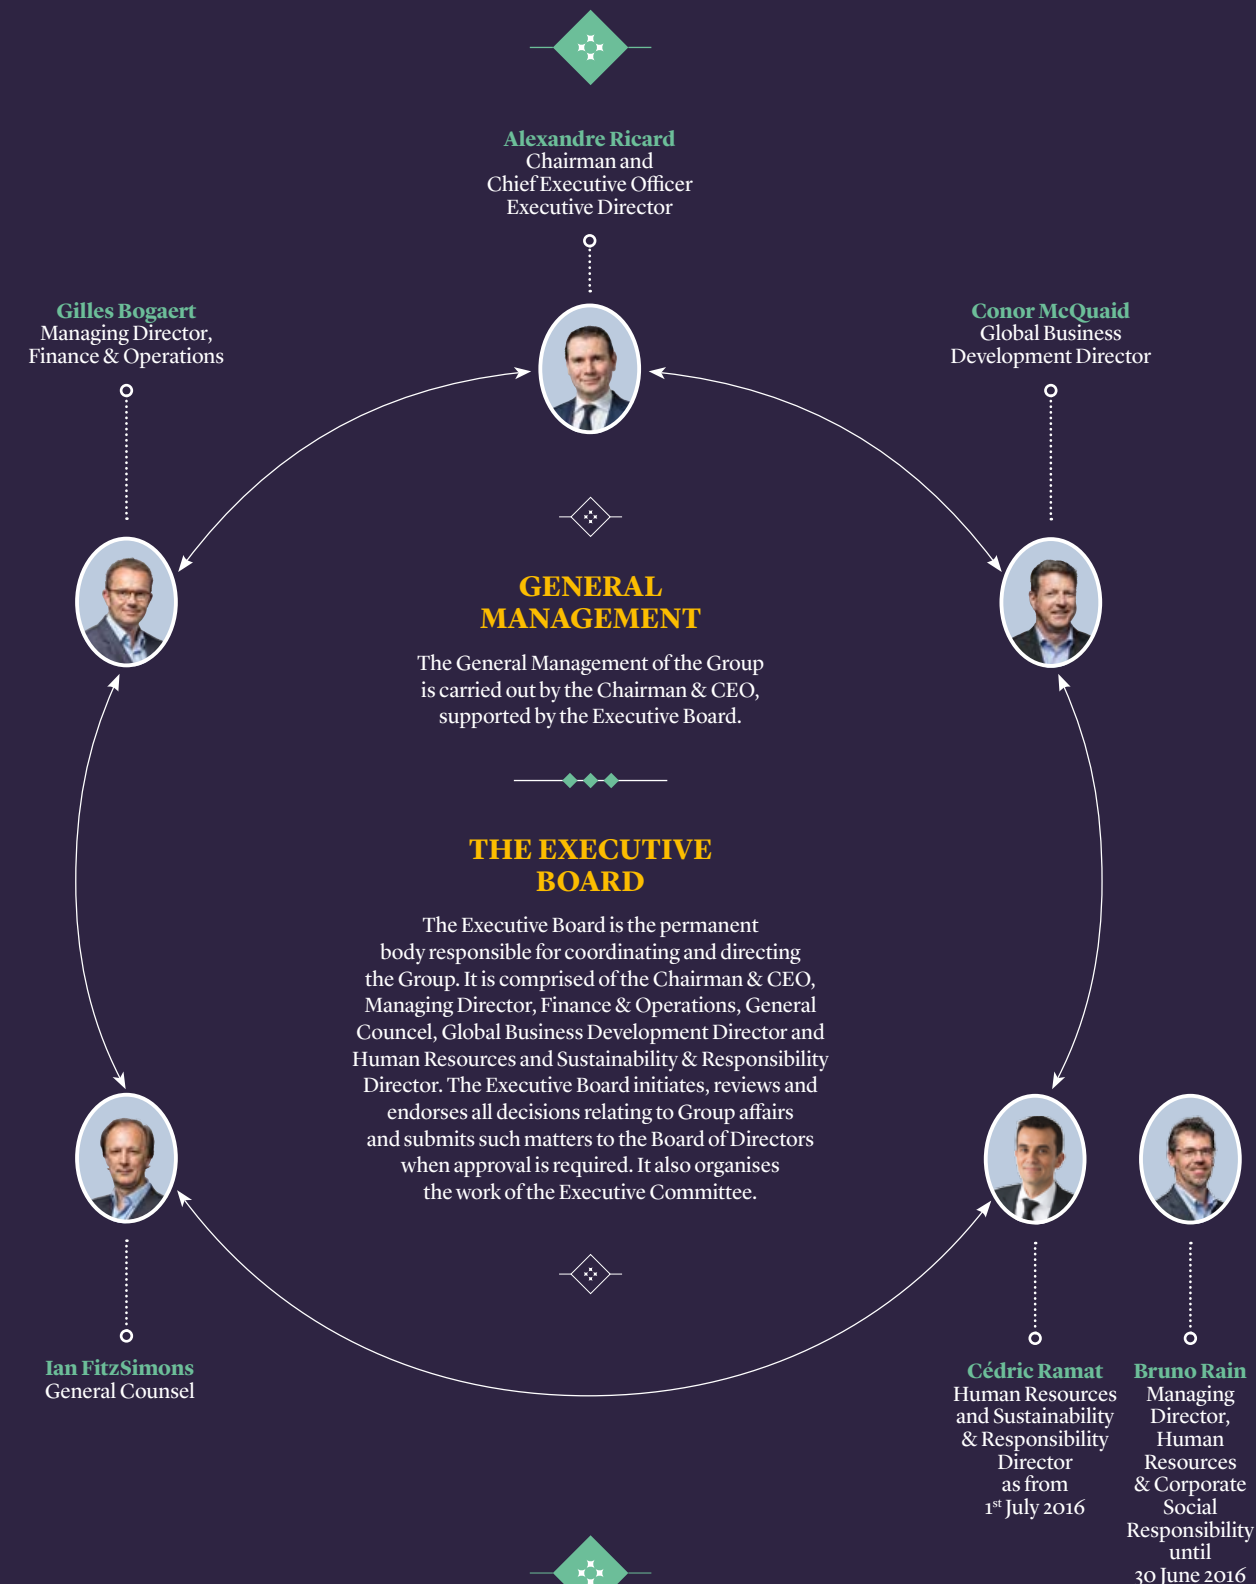 Alexandre Ricard
Chairman and
Chief Executive Officer
Executive Director
Gilles Bogaert
Managing Director,
Finance & Operations
Conor McQuaid
Global Business
Development Director
GENERAL
MANAGEMENT
The General Management of the Group
is carried out by the Chairman & CEO,
supported by the Executive Board.
THE EXECUTIVE
BOARD
The Executive Board is the permanent
body responsible for coordinating and directing
the Group. It is comprised of the Chairman & CEO,
Managing Director, Finance & Operations, General
Councel, Global Business Development Director and
Human Resources and Sustainability & Responsibility
Director. The Executive Board initiates, reviews and
endorses all decisions relating to Group affairs
and submits such matters to the Board of Directors
when approval is required. It also organises
the work of the Executive Committee.
Ian FitzSimons
General Counsel
Cédric Ramat
Human Resources
and Sustainability
& Responsibility
Director
as from
1st July 2016
Bruno Rain
Managing
Director,
Human
Resources
& Corporate
Social
Responsibility
until
30 June 2016